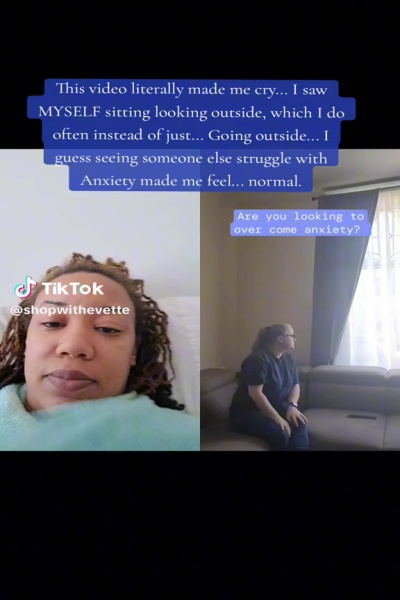 This video literally made me cry... I saw
MYSELF sitting looking outside, which I do
often instead of just... Going outside... I
guess seeing someone else struggle with
Anxiety made me feel... normal.
Are you looking to
over come anxiety?
TikTok
@shopwithevette